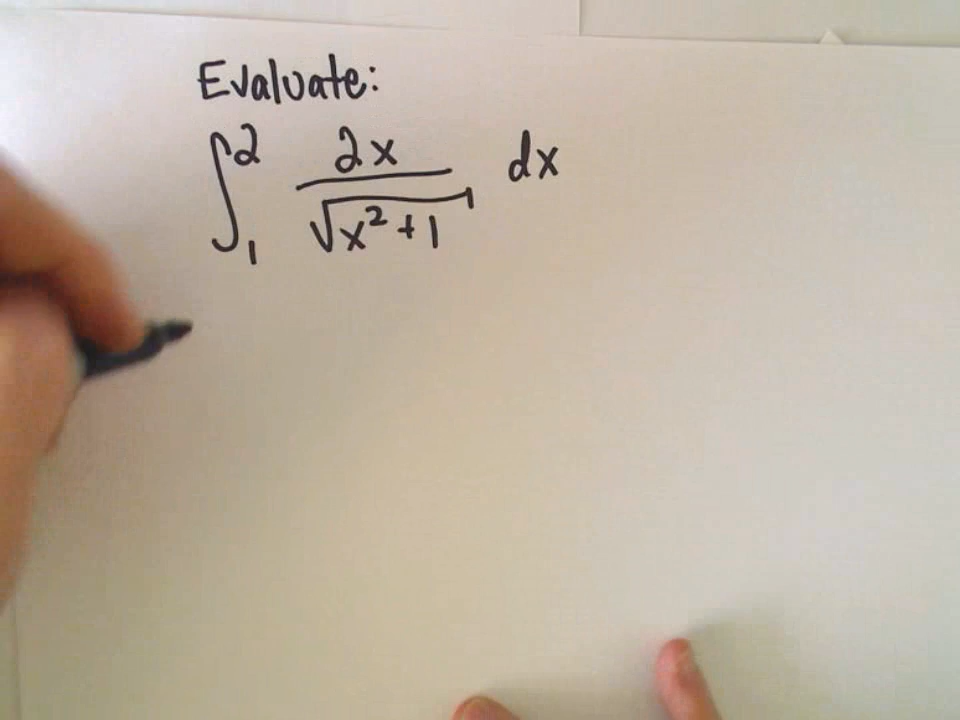 Evaluate:
∫₁² 2x/√(x²+1) dx